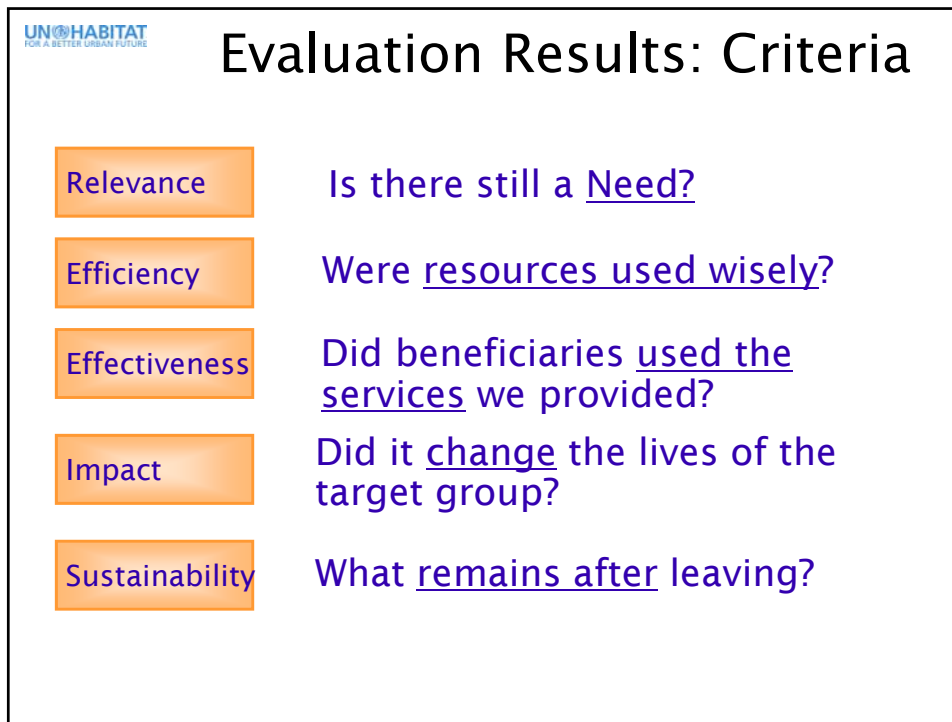 UN HABITAT
FOR A BETTER URBAN FUTURE
Evaluation Results: Criteria
Relevance
Is there still a Need?
Efficiency
Were resources used wisely?
Effectiveness
Did beneficiaries used the
services we provided?
Impact
Did it change the lives of the
target group?
Sustainability
What remains after leaving?